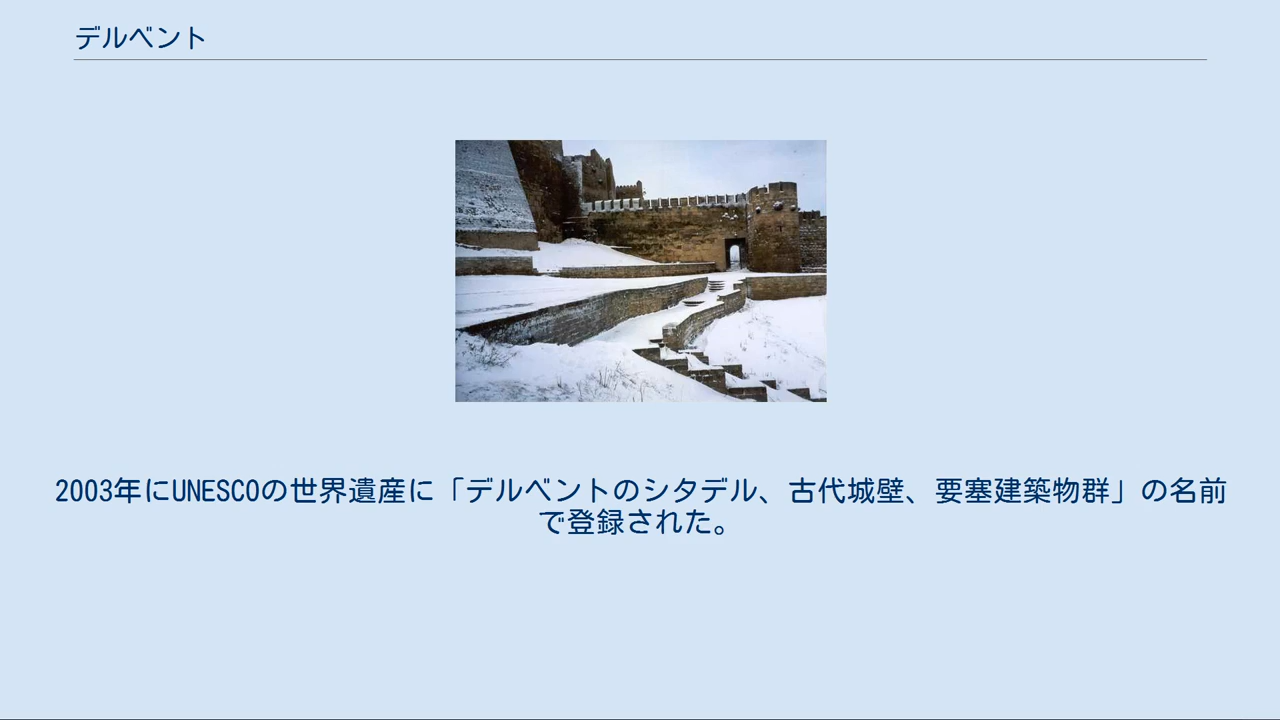 デルベント
2003年にUNESCOの世界遺産に「デルベントのシタデル、古代城壁、要塞建築物群」の名前
で登録された。